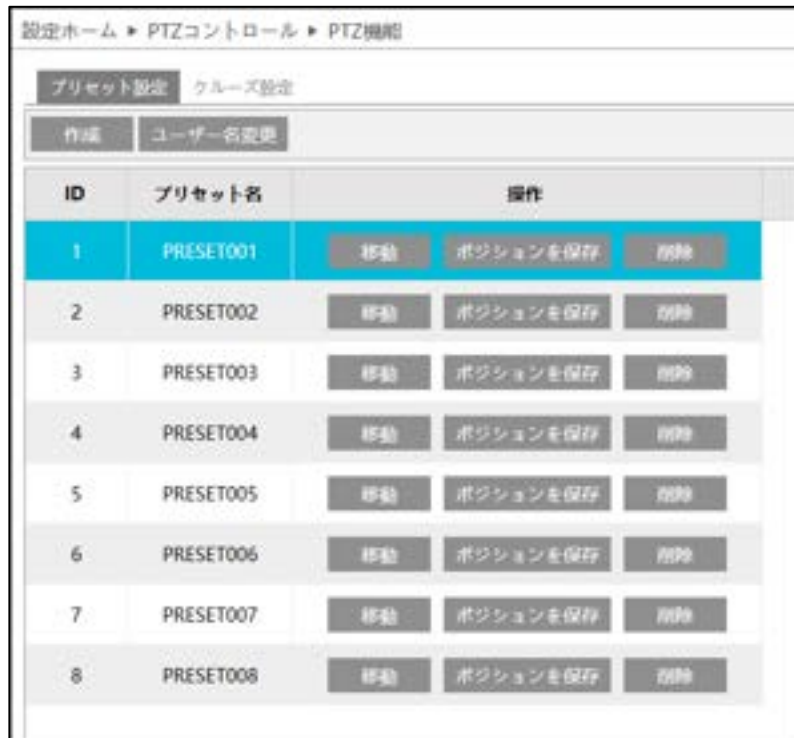 設定ホーム ▶ PTZコントロール ▶ PTZ機能
プリセット設定 クルーズ設定
作成 ユーザー名変更
ID プリセット名 操作
1 PRESET001 移動 ポジションを保存 削除
2 PRESET002 移動 ポジションを保存 削除
3 PRESET003 移動 ポジションを保存 削除
4 PRESET004 移動 ポジションを保存 削除
5 PRESET005 移動 ポジションを保存 削除
6 PRESET006 移動 ポジションを保存 削除
7 PRESET007 移動 ポジションを保存 削除
8 PRESET008 移動 ポジションを保存 削除